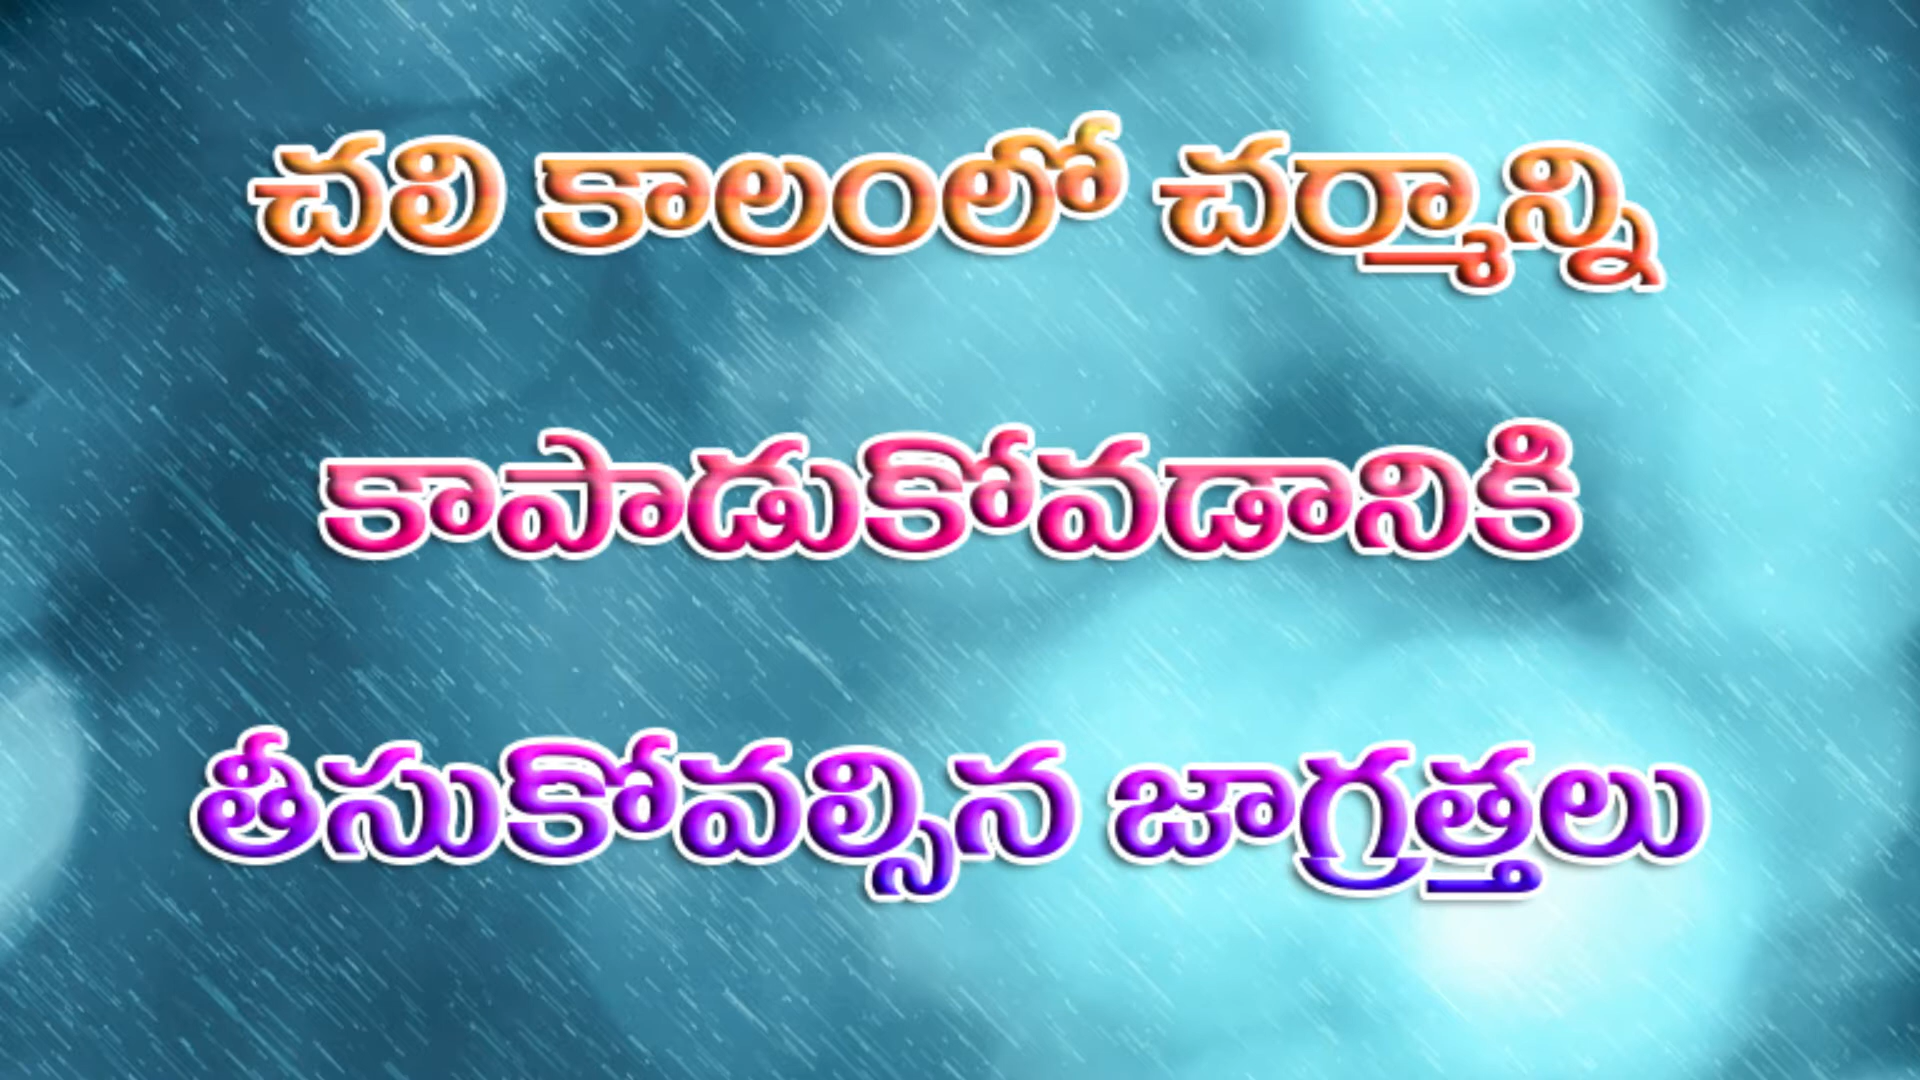 చలి కాలంలో చర్మాన్ని
కాపాడుకోవడానికి
తీసుకోవల్సిన జాగ్రత్తలు